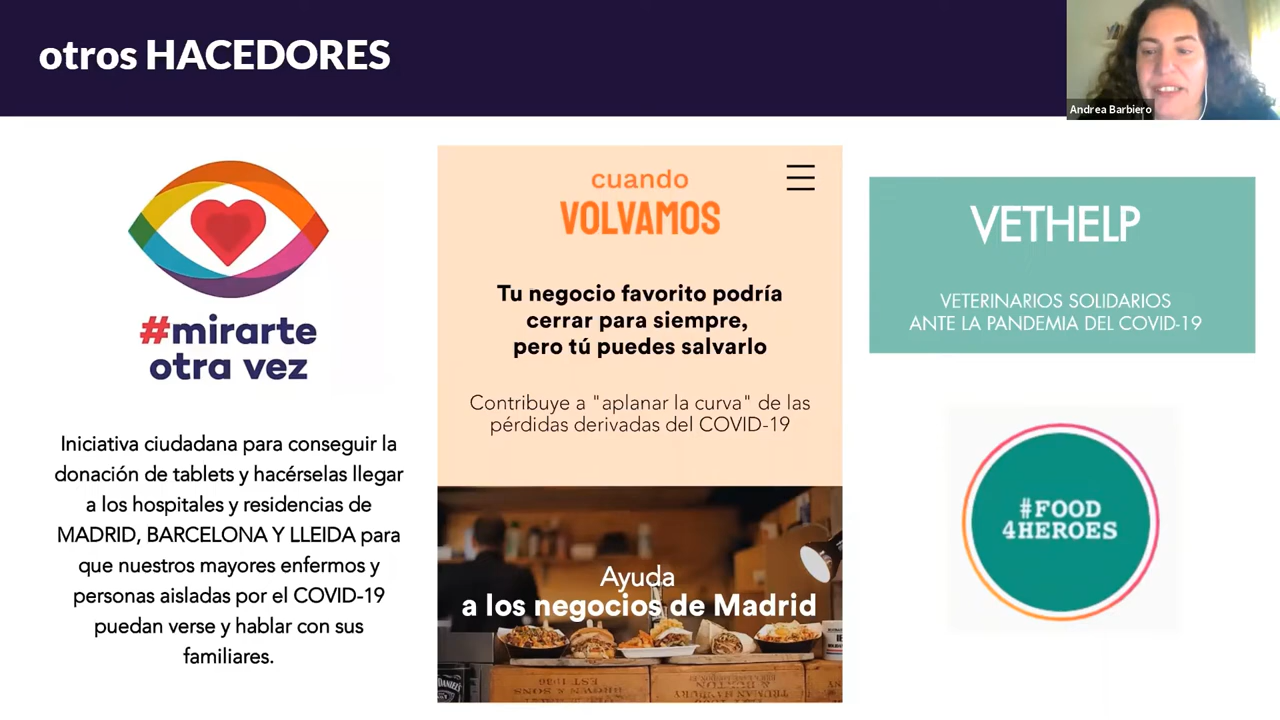 otros HACEDORES
Andrea Barbiero
#mirarte
otra vez
Iniciativa ciudadana para conseguir la
donación de tablets y hacérselas llegar
a los hospitales y residencias de
MADRID, BARCELONA Y LLEIDA para
que nuestros mayores enfermos y
personas aisladas por el COVID-19
puedan verse y hablar con sus
familiares.
cuando
VOLVAMOS
Tu negocio favorito podría
cerrar para siempre,
pero tú puedes salvarlo
Contribuye a "aplanar la curva" de las
pérdidas derivadas del COVID-19
Ayuda
a los negocios de Madrid
VETHELP
VETERINARIOS SOLIDARIOS
ANTE LA PANDEMIA DEL COVID-19
#FOOD
4HEROES